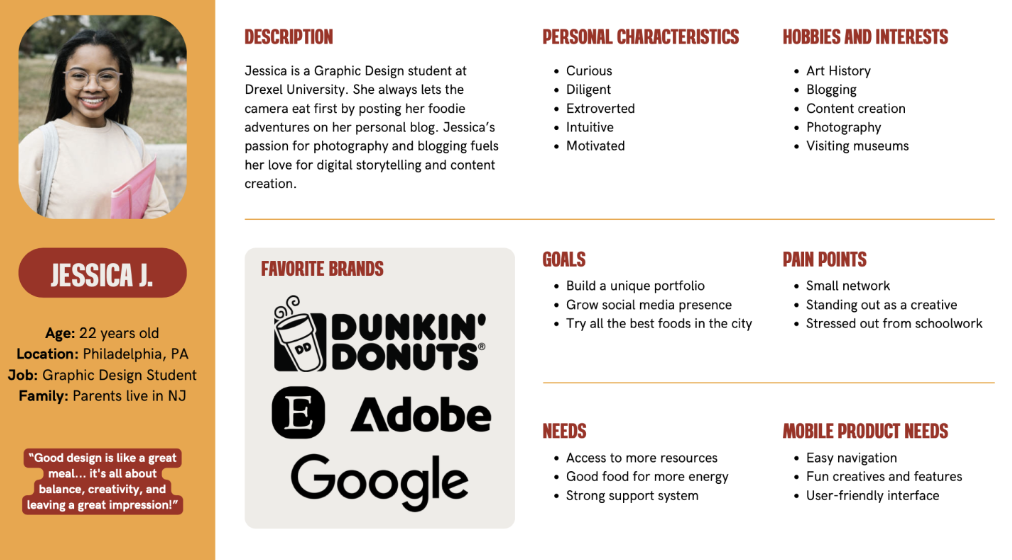 JESSICA J.
Age: 22 years old
Location: Philadelphia, PA
Job: Graphic Design Student
Family: Parents live in NJ
“Good design is like a great
meal... it's all about
balance, creativity, and
leaving a great impression!”
DESCRIPTION
Jessica is a Graphic Design student at
Drexel University. She always lets the
camera eat first by posting her foodie
adventures on her personal blog. Jessica’s
passion for photography and blogging fuels
her love for digital storytelling and content
creation.
PERSONAL CHARACTERISTICS
• Curious
• Diligent
• Extroverted
• Intuitive
• Motivated
HOBBIES AND INTERESTS
• Art History
• Blogging
• Content creation
• Photography
• Visiting museums
FAVORITE BRANDS
DD
DUNKIN'
DONUTS®
E
Adobe
Google
GOALS
• Build a unique portfolio
• Grow social media presence
• Try all the best foods in the city
PAIN POINTS
• Small network
• Standing out as a creative
• Stressed out from schoolwork
NEEDS
• Access to more resources
• Good food for more energy
• Strong support system
MOBILE PRODUCT NEEDS
• Easy navigation
• Fun creatives and features
• User-friendly interface